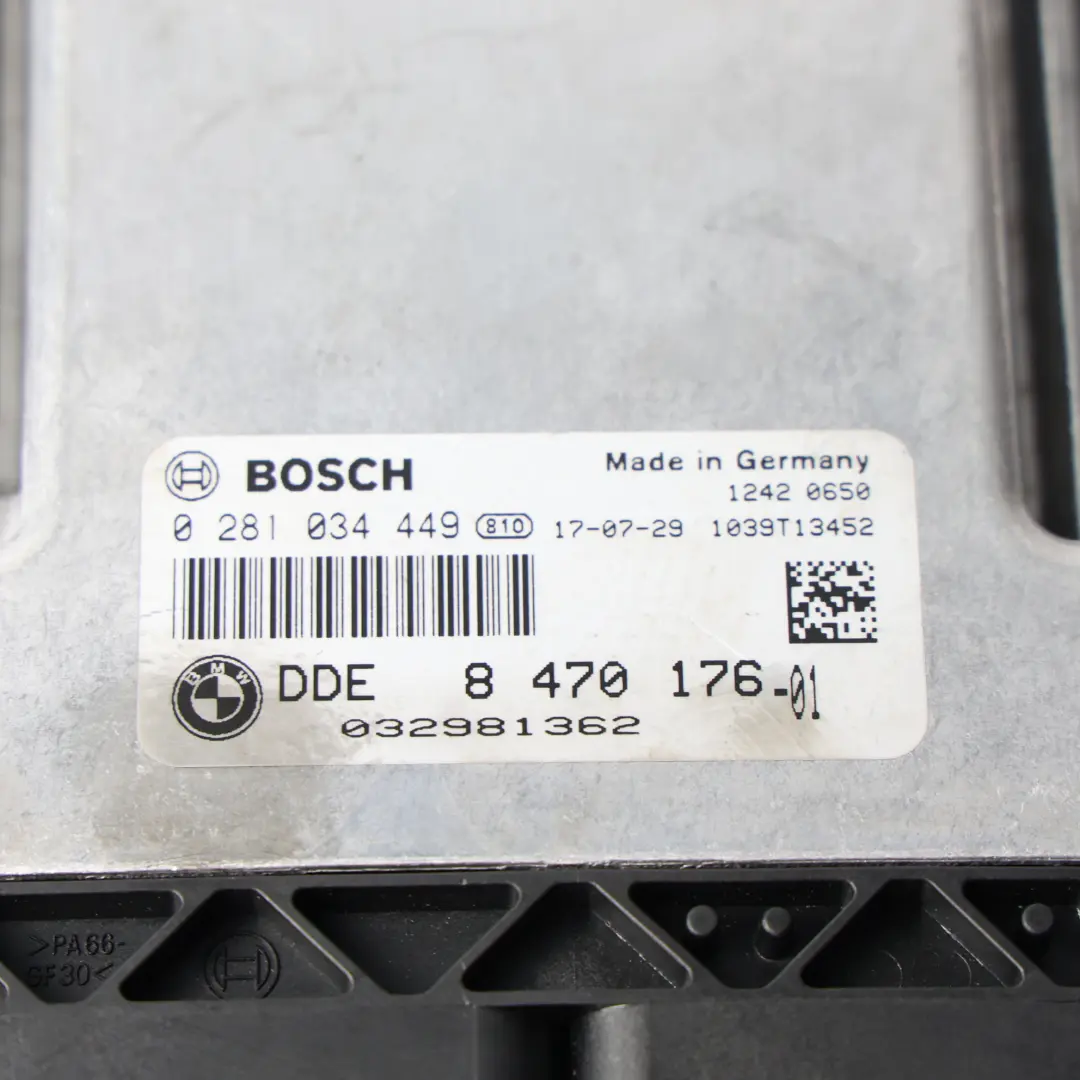 BOSCH
Made in Germany
1242 0650
0 281 034 449 810 17-07-29 1039T13452
BMW
DDE 8 470 176-01
032981362
>PA66-
GF30<